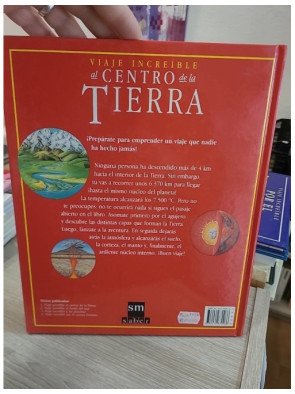 VIAJE INCREÍBLE
al CENTRO de la
TIERRA
¡Prepárate para emprender un viaje que nadie
ha hecho jamás!
Ninguna persona ha descendido más de 4 km
hacia el interior de la Tierra. Sin embargo,
tú vas a recorrer unos 6 370 km para llegar
¡hasta el mismo núcleo del planeta!
La temperatura alcanzará los 7 500 °C. Pero no
te preocupes: no te ocurrirá nada si sigues el pasaje
abierto en el libro. Asómate primero por el agujero
y descubre las distintas capas que forman la Tierra.
Luego, lánzate a la aventura. En seguida dejarás
atrás la atmósfera y alcanzarás el suelo,
la corteza, el manto y, finalmente, el
ardiente núcleo interno. ¡Buen viaje!
sm
saber